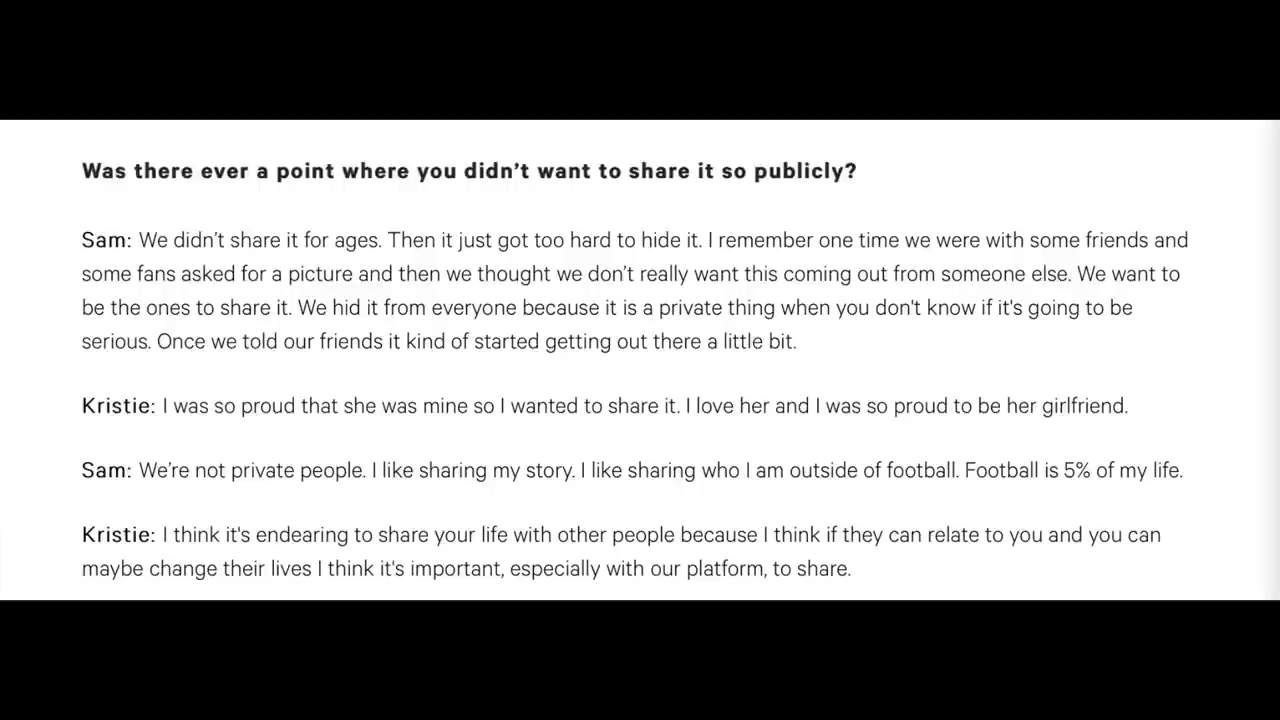 Was there ever a point where you didn’t want to share it so publicly?
Sam: We didn’t share it for ages. Then it just got too hard to hide it. I remember one time we were with some friends and
some fans asked for a picture and then we thought we don’t really want this coming out from someone else. We want to
be the ones to share it. We hid it from everyone because it is a private thing when you don't know if it's going to be
serious. Once we told our friends it kind of started getting out there a little bit.
Kristie: I was so proud that she was mine so I wanted to share it. I love her and I was so proud to be her girlfriend.
Sam: We’re not private people. I like sharing my story. I like sharing who I am outside of football. Football is 5% of my life.
Kristie: I think it's endearing to share your life with other people because I think if they can relate to you and you can
maybe change their lives I think it's important, especially with our platform, to share.